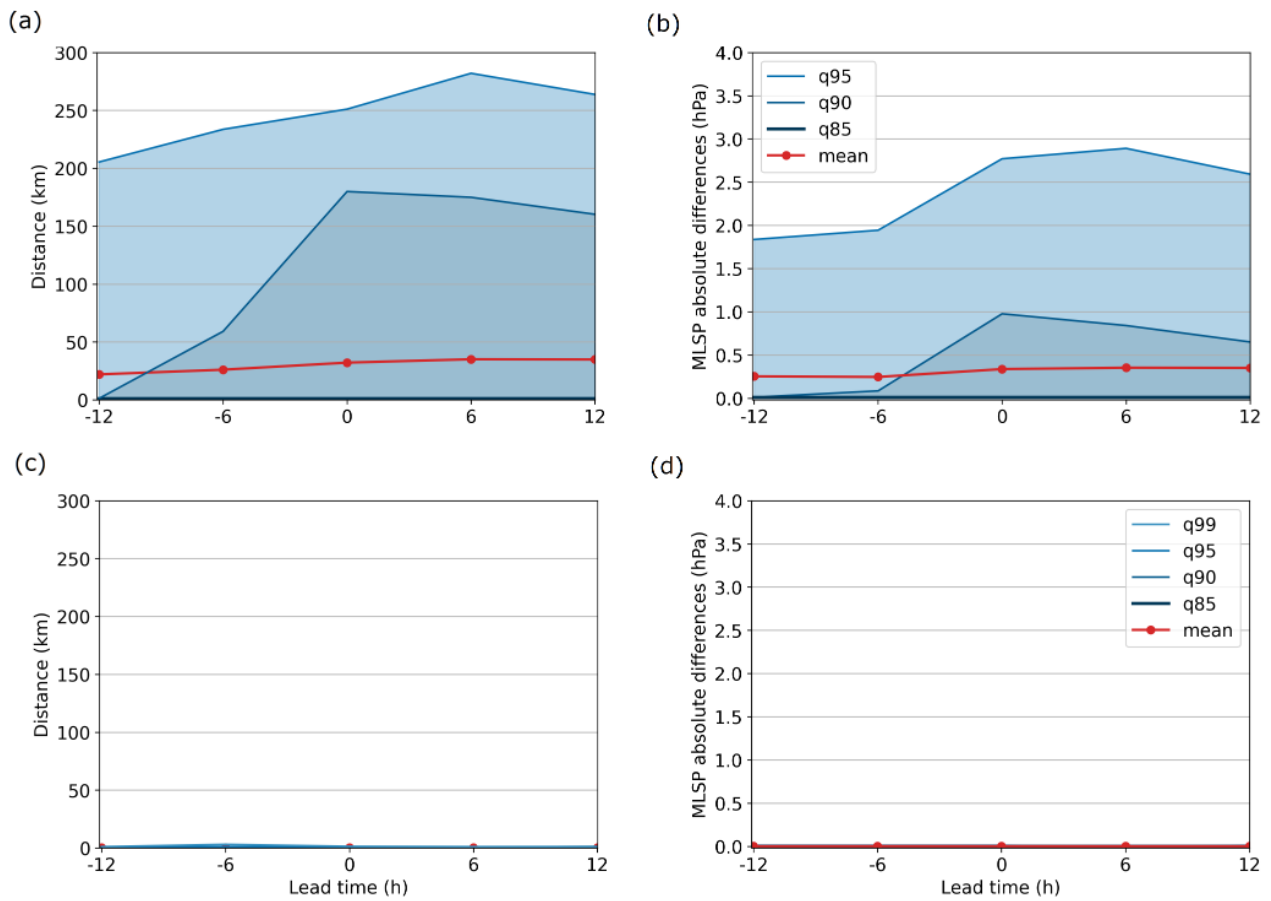 (a)
300
250
200
150
100
50
0
Distance (km)
-12 -6 0 6 12
(b)
4.0
3.5
3.0
2.5
2.0
1.5
1.0
0.5
0.0
MLSP absolute differences (hPa)
q95
q90
q85
mean
-12 -6 0 6 12
(c)
300
250
200
150
100
50
0
Distance (km)
-12 -6 0 6 12
Lead time (h)
(d)
4.0
3.5
3.0
2.5
2.0
1.5
1.0
0.5
0.0
MLSP absolute differences (hPa)
q99
q95
q90
q85
mean
-12 -6 0 6 12
Lead time (h)